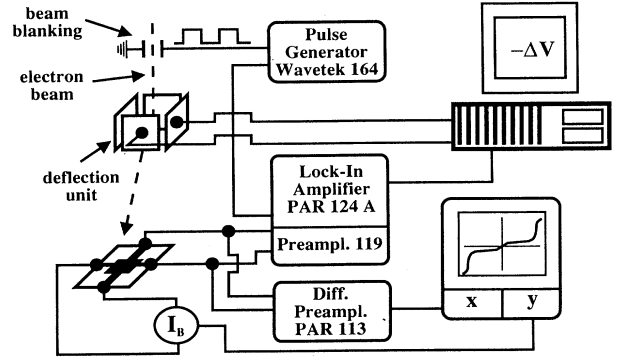 beam
blanking
electron
beam
deflection
unit
Pulse
Generator
Wavetek 164
−ΔV
Lock-In
Amplifier
PAR 124 A
Preampl. 119
Diff.
Preampl.
PAR 113
x
y
I_B